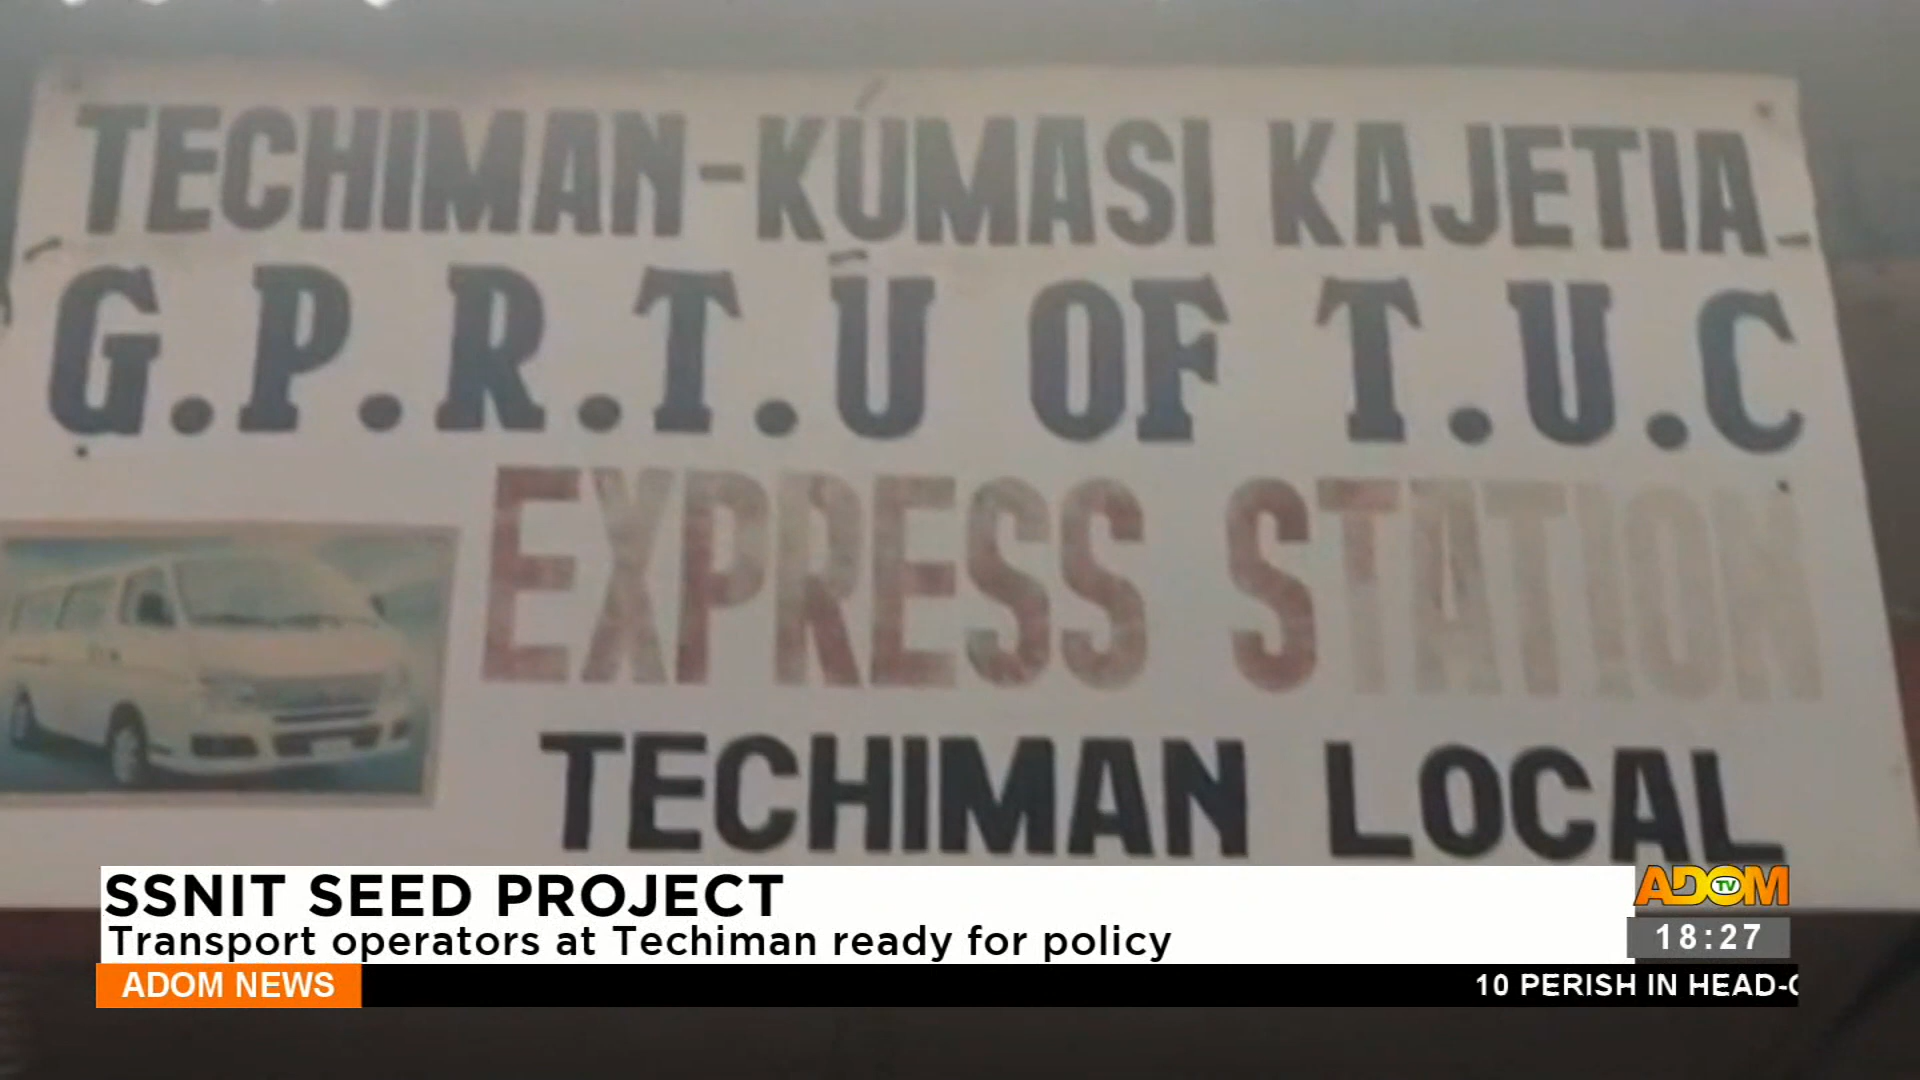 TECHIMAN-KUMASI KAJETIA-
G.P.R.T.U OF T.U.C
EXPRESS STATION
TECHIMAN LOCAL
SSNIT SEED PROJECT
Transport operators at Techiman ready for policy
ADOM TV
18:27
ADOM NEWS
10 PERISH IN HEAD-